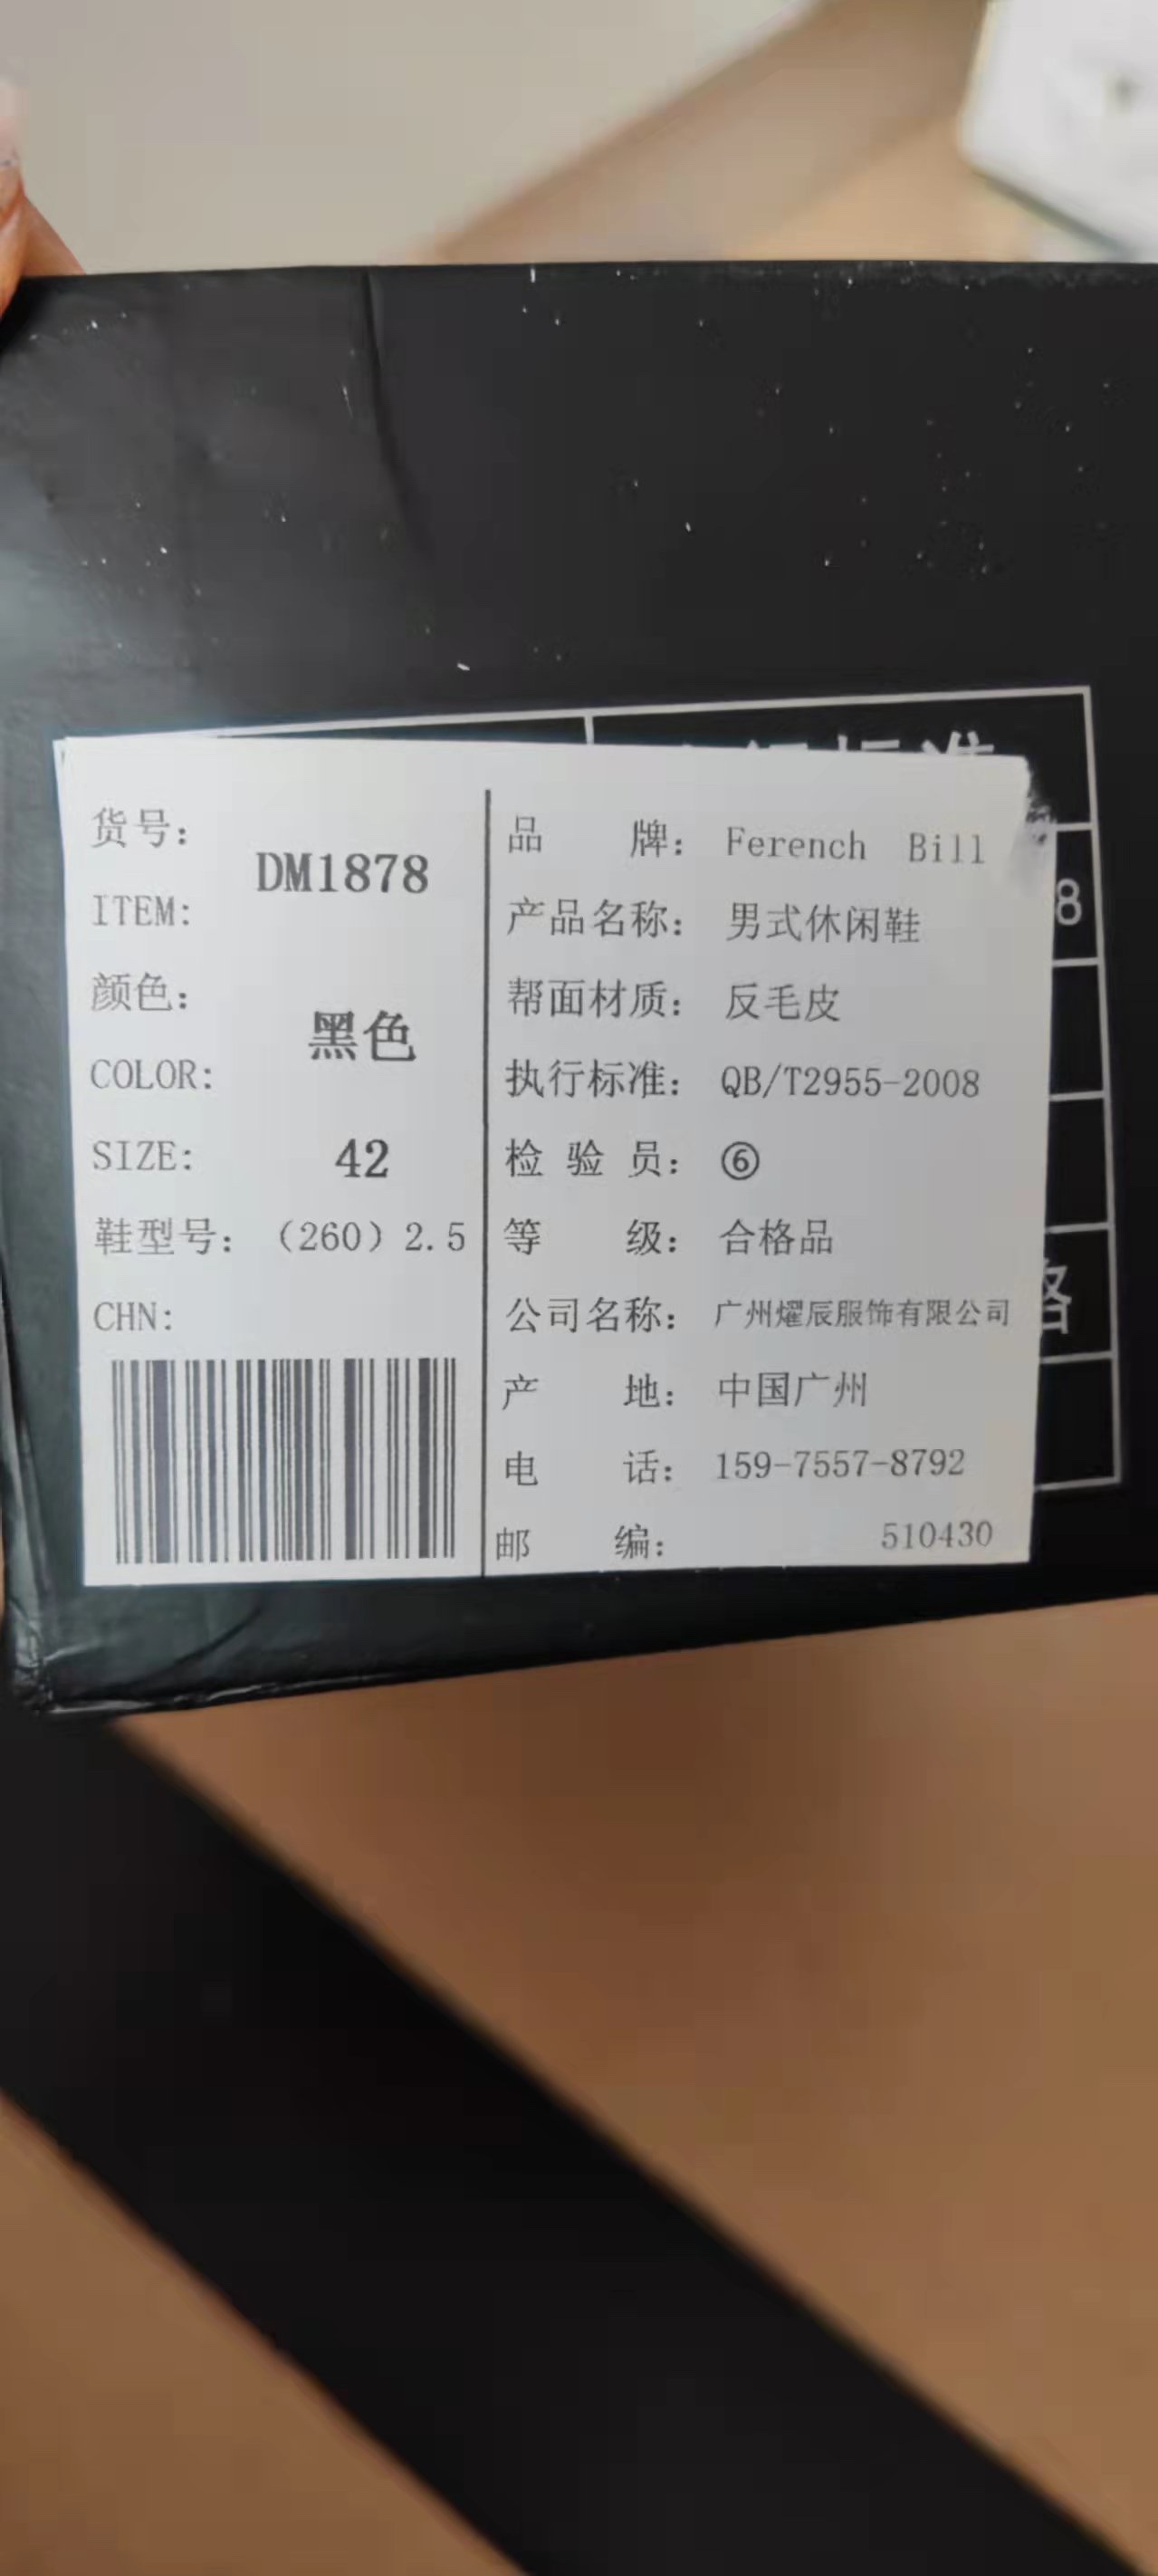 货号:
DM1878
ITEM:
颜色:
黑色
COLOR:
SIZE: 42
鞋型号: （260）2.5
CHN:
品 牌: Ferench Bill
产品名称: 男式休闲鞋
帮面材质: 反毛皮
执行标准: QB/T2955-2008
检 验 员: ⑥
等 级: 合格品
公司名称: 广州燿辰服饰有限公司
产 地: 中国广州
电 话: 159-7557-8792
邮 编: 510430
标准
8
格